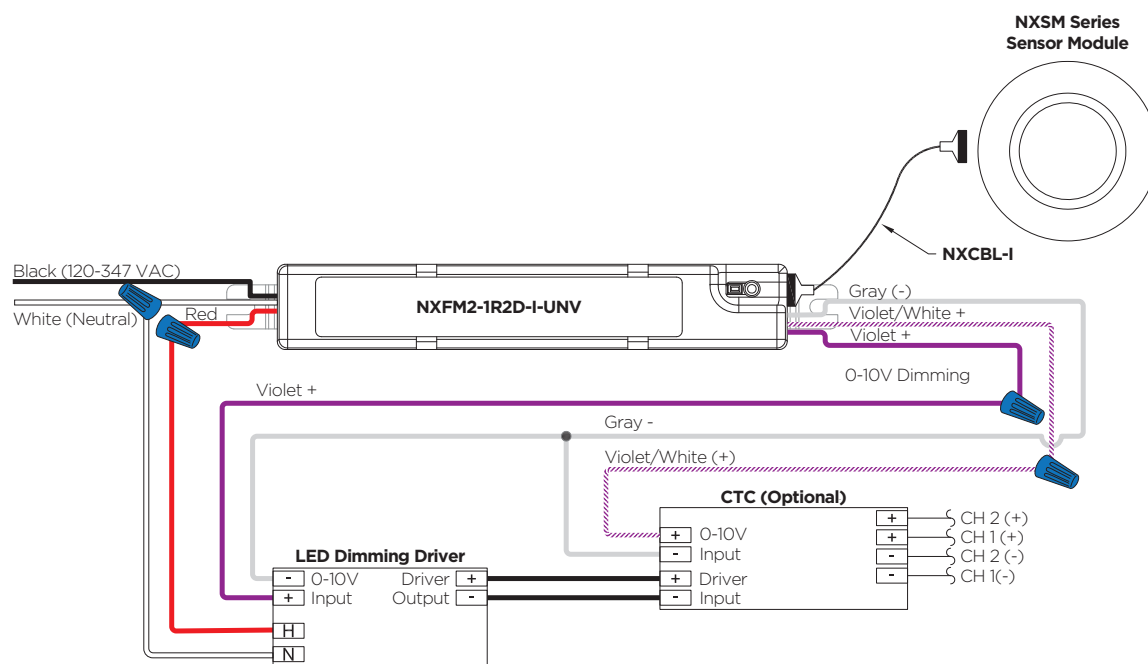 NXSM Series
Sensor Module
NXCBL-I
Black (120-347 VAC)
White (Neutral)
Red
NXFM2-1R2D-I-UNV
Gray (-)
Violet/White +
Violet +
0-10V Dimming
Violet +
Gray -
Violet/White (+)
CTC (Optional)
+ 0-10V
- Input
+ Driver
- Input
+ CH 2 (+)
+ CH 1 (+)
- CH 2 (-)
- CH 1(-)
LED Dimming Driver
- 0-10V Driver +
+ Input Output -
H
N